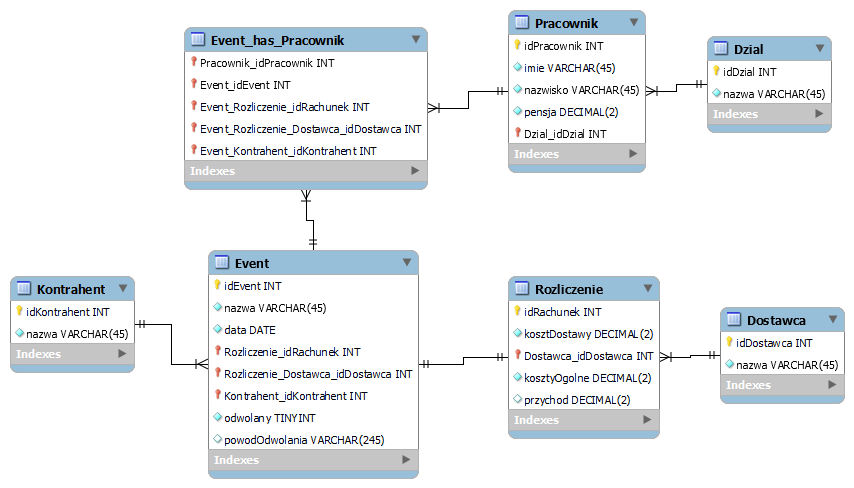 Event_has_Pracownik
Pracownik_idPracownik INT
Event_idEvent INT
Event_Rozliczenie_idRachunek INT
Event_Rozliczenie_Dostawca_idDostawca INT
Event_Kontrahent_idKontrahent INT
Indexes
Pracownik
idPracownik INT
imie VARCHAR(45)
nazwisko VARCHAR(45)
pensja DECIMAL(2)
Dzial_idDzial INT
Indexes
Dzial
idDzial INT
nazwa VARCHAR(45)
Indexes
Kontrahent
idKontrahent INT
nazwa VARCHAR(45)
Indexes
Event
idEvent INT
nazwa VARCHAR(45)
data DATE
Rozliczenie_idRachunek INT
Rozliczenie_Dostawca_idDostawca INT
Kontrahent_idKontrahent INT
odwolany TINYINT
powodOdwolania VARCHAR(245)
Indexes
Rozliczenie
idRachunek INT
kosztDostawy DECIMAL(2)
Dostawca_idDostawca INT
kosztyOgolne DECIMAL(2)
przychod DECIMAL(2)
Indexes
Dostawca
idDostawca INT
nazwa VARCHAR(45)
Indexes